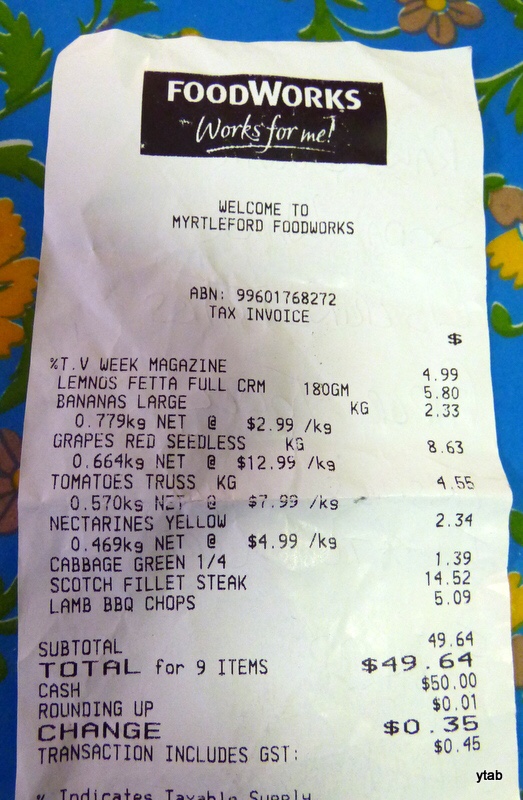 FOODWORKS
Works for me!
WELCOME TO
MYRTLEFORD FOODWORKS
ABN: 99601768272
TAX INVOICE
$
%T.V WEEK MAGAZINE 4.99
LEMNOS FETTA FULL CRM 180GM 5.80
BANANAS LARGE KG 2.33
0.779kg NET @ $2.99 /kg
GRAPES RED SEEDLESS KG 8.63
0.664kg NET @ $12.99 /kg
TOMATOES TRUSS KG 4.55
0.570kg NET @ $7.99 /kg
NECTARINES YELLOW 2.34
0.469kg NET @ $4.99 /kg
CABBAGE GREEN 1/4 1.39
SCOTCH FILLET STEAK 14.52
LAMB BBQ CHOPS 5.09
SUBTOTAL 49.64
TOTAL for 9 ITEMS $49.64
CASH $50.00
ROUNDING UP $0.01
CHANGE $0.35
TRANSACTION INCLUDES GST: $0.45
% Indicates Taxable Supply
ytab